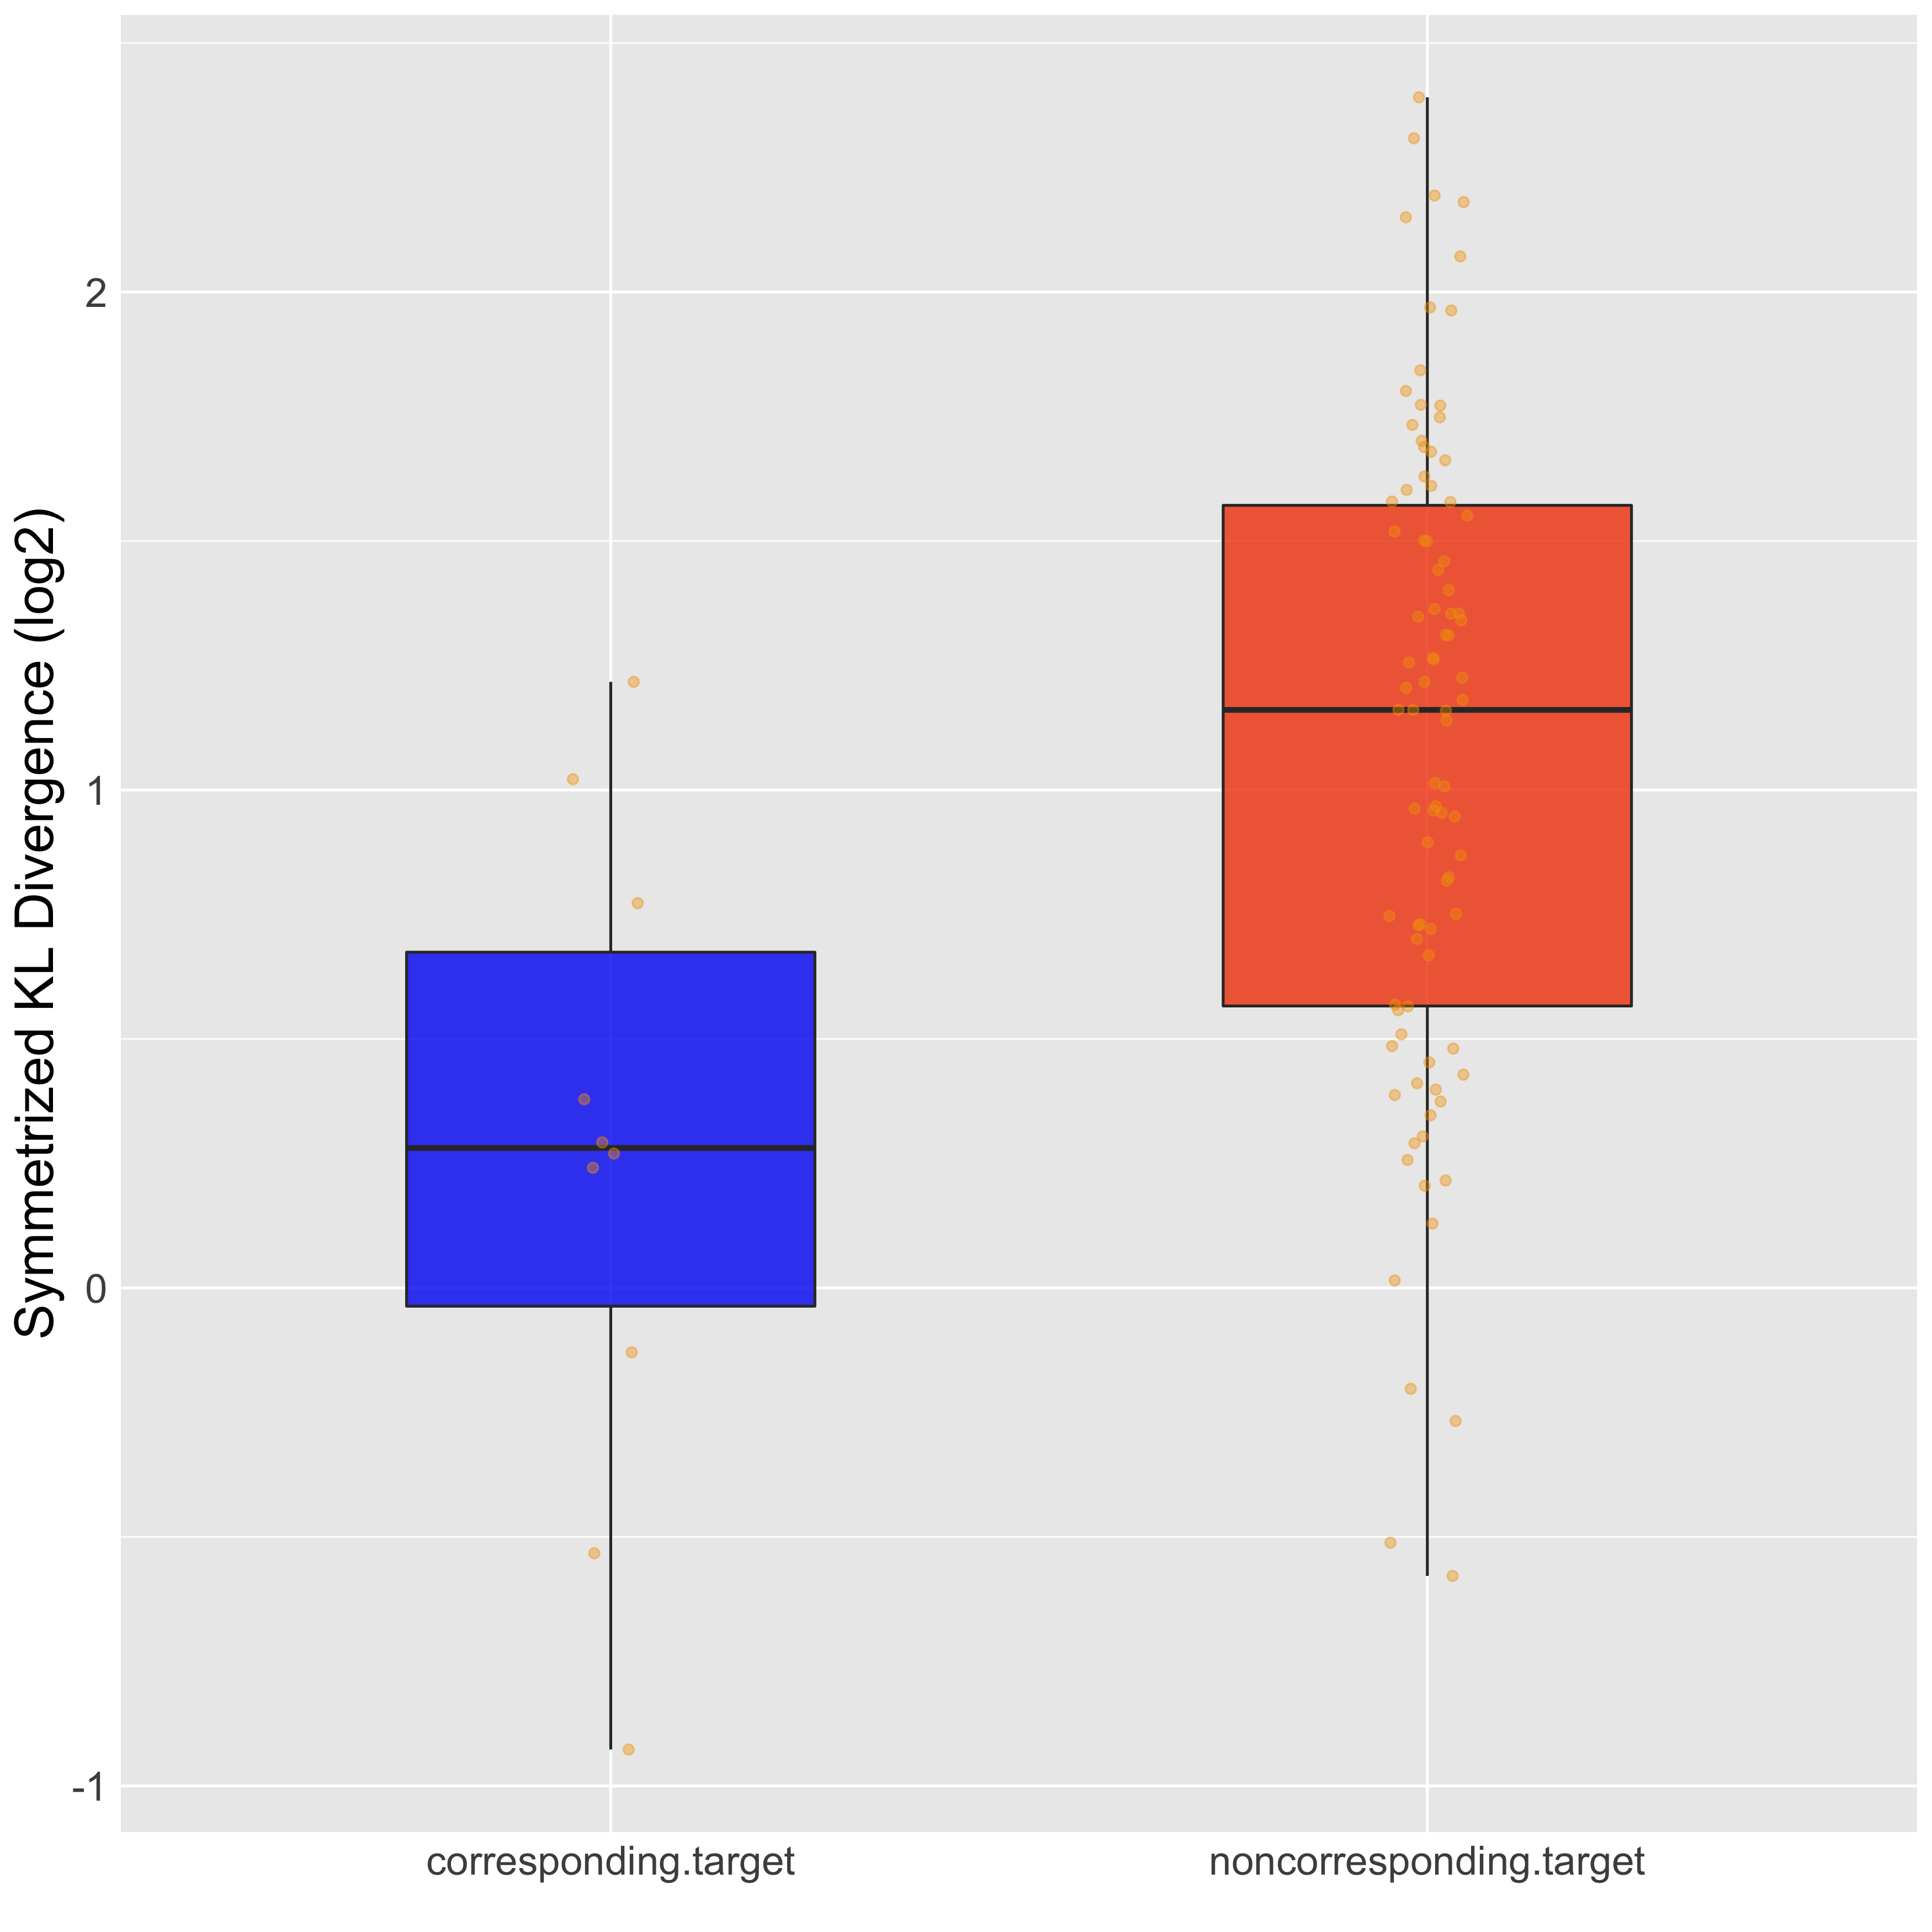 Symmetrized KL Divergence (log2)
2
1
0
-1
corresponding.target
noncorresponding.target